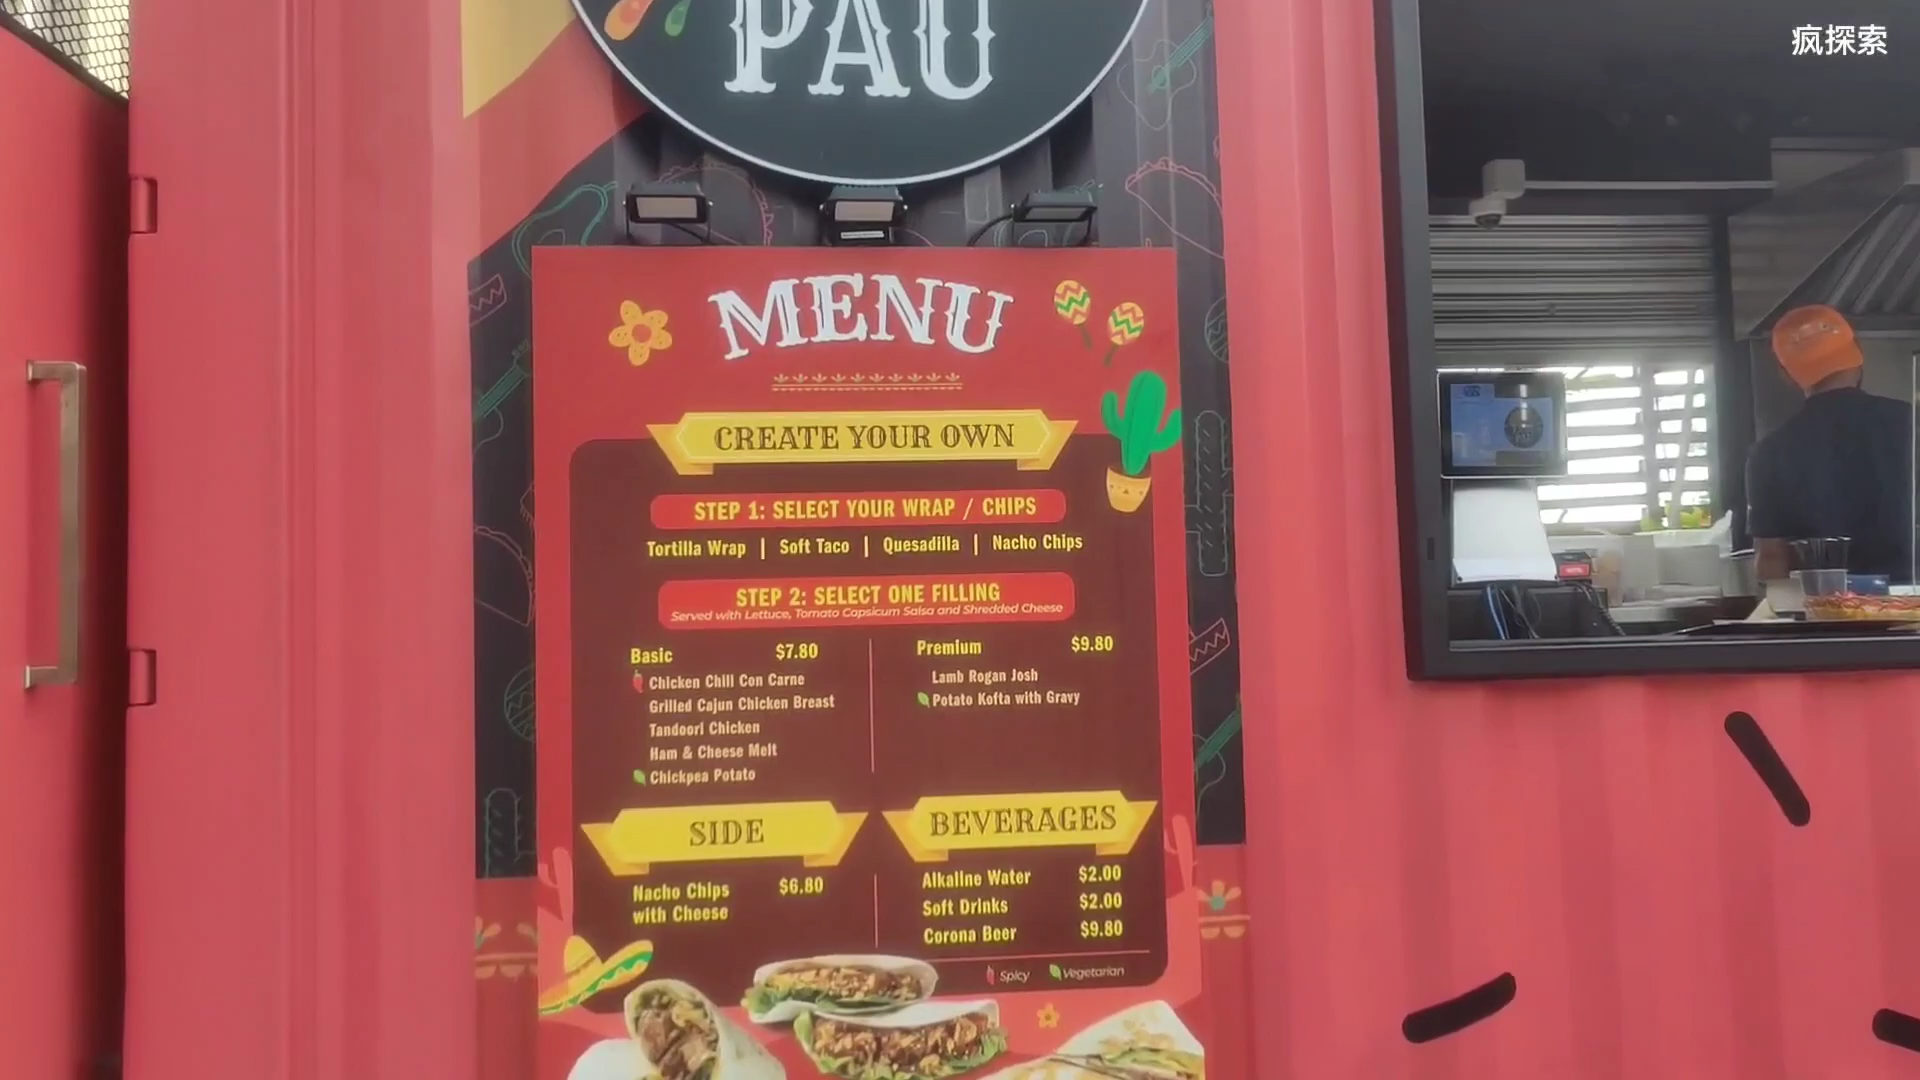 疯探索
PAU
MENU
CREATE YOUR OWN
STEP 1: SELECT YOUR WRAP / CHIPS
Tortilla Wrap | Soft Taco | Quesadilla | Nacho Chips
STEP 2: SELECT ONE FILLING
Served with Lettuce, Tomato Capsicum Salsa and Shredded Cheese
Basic $7.80
Chicken Chili Con Carne
Grilled Cajun Chicken Breast
Tandoori Chicken
Ham & Cheese Melt
Chickpea Potato
Premium $9.80
Lamb Rogan Josh
Potato Kofta with Gravy
SIDE
Nacho Chips $6.80
with Cheese
BEVERAGES
Alkaline Water $2.00
Soft Drinks $2.00
Corona Beer $9.80
Spicy Vegetarian